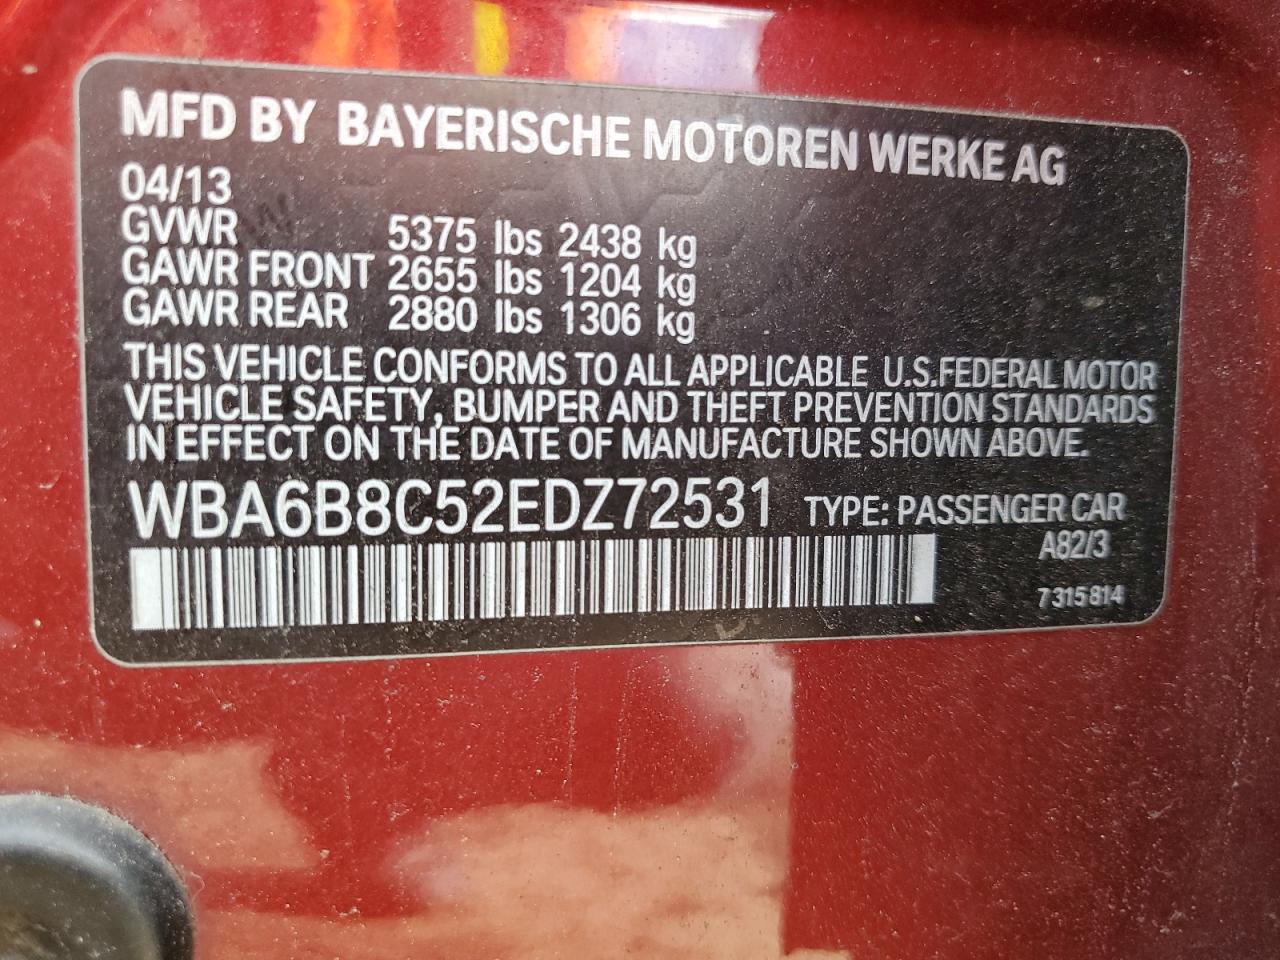 MFD BY BAYERISCHE MOTOREN WERKE AG
04/13
GVWR 5375 lbs 2438 kg
GAWR FRONT 2655 lbs 1204 kg
GAWR REAR 2880 lbs 1306 kg
THIS VEHICLE CONFORMS TO ALL APPLICABLE U.S.FEDERAL MOTOR
VEHICLE SAFETY, BUMPER AND THEFT PREVENTION STANDARDS
IN EFFECT ON THE DATE OF MANUFACTURE SHOWN ABOVE.
WBA6B8C52EDZ72531 TYPE: PASSENGER CAR
A82/3
7315814